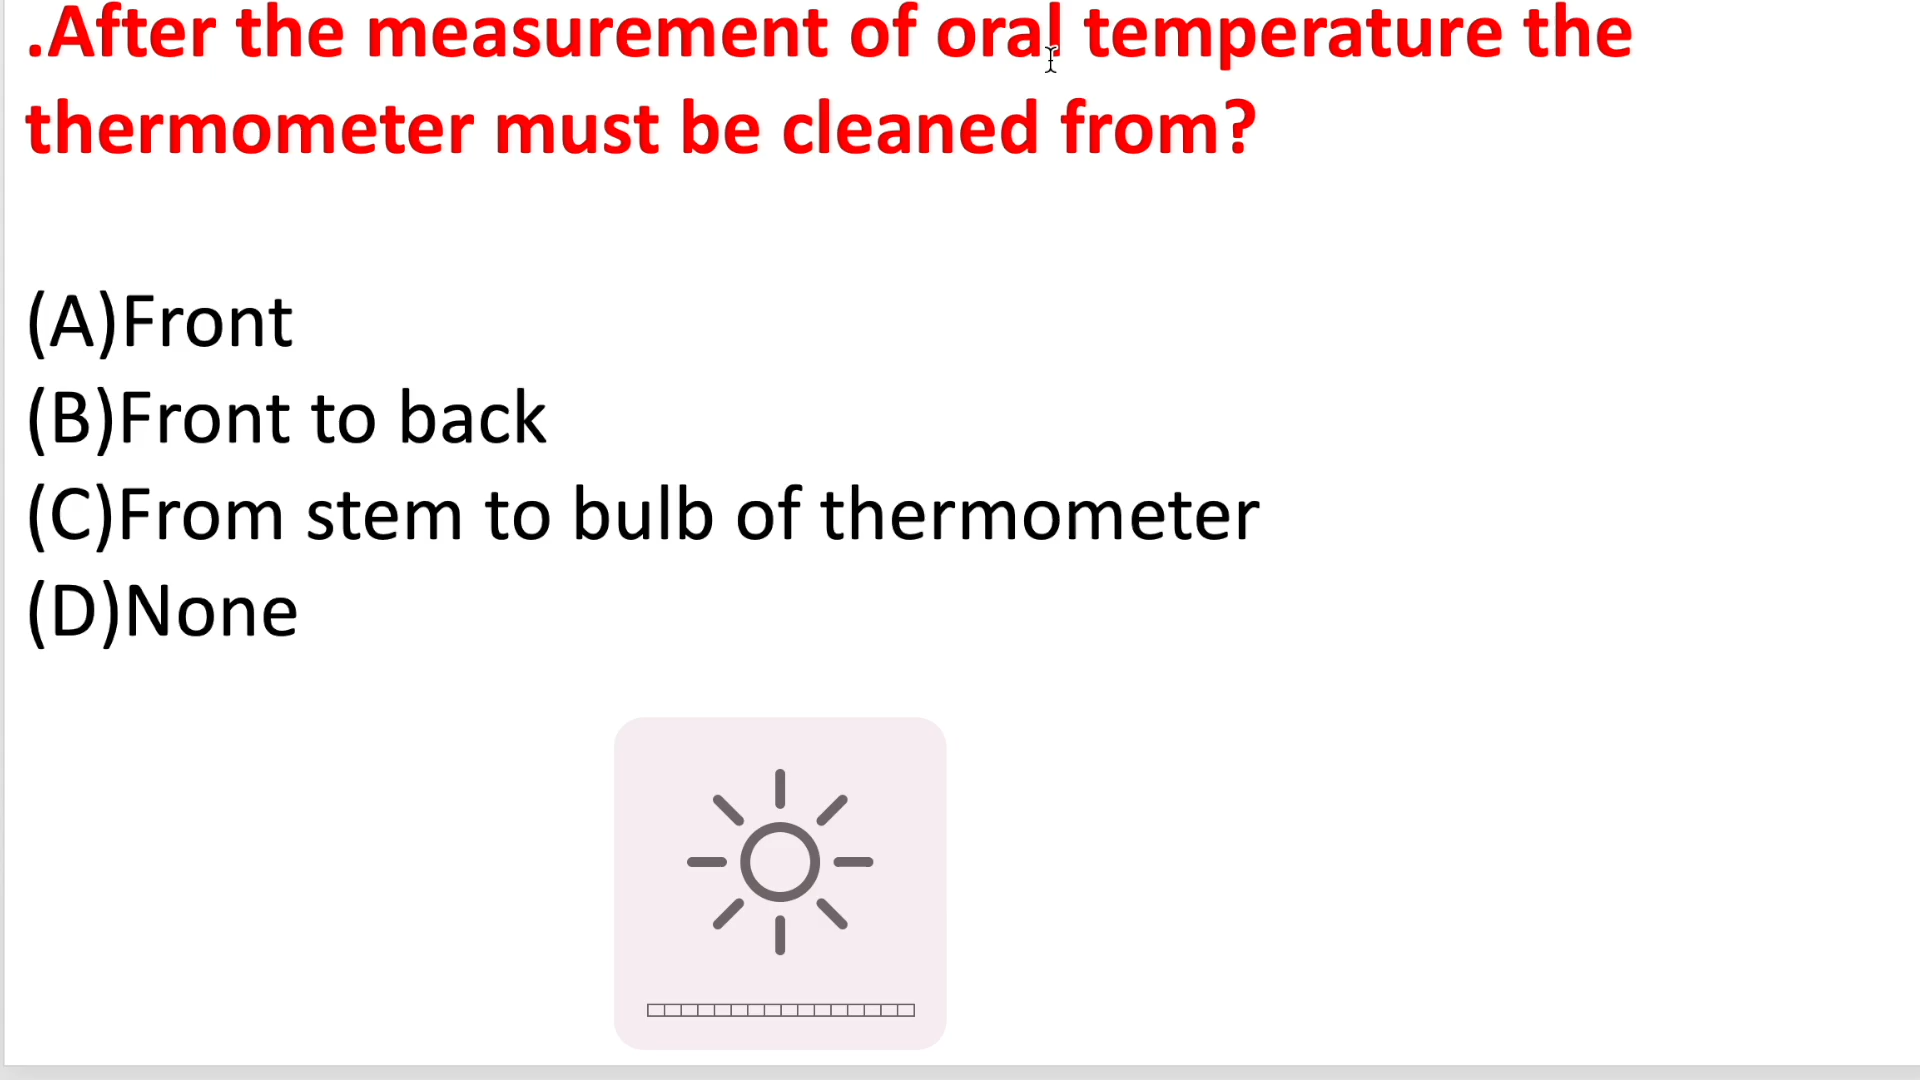 .After the measurement of oral temperature the
thermometer must be cleaned from?
(A)Front
(B)Front to back
(C)From stem to bulb of thermometer
(D)None